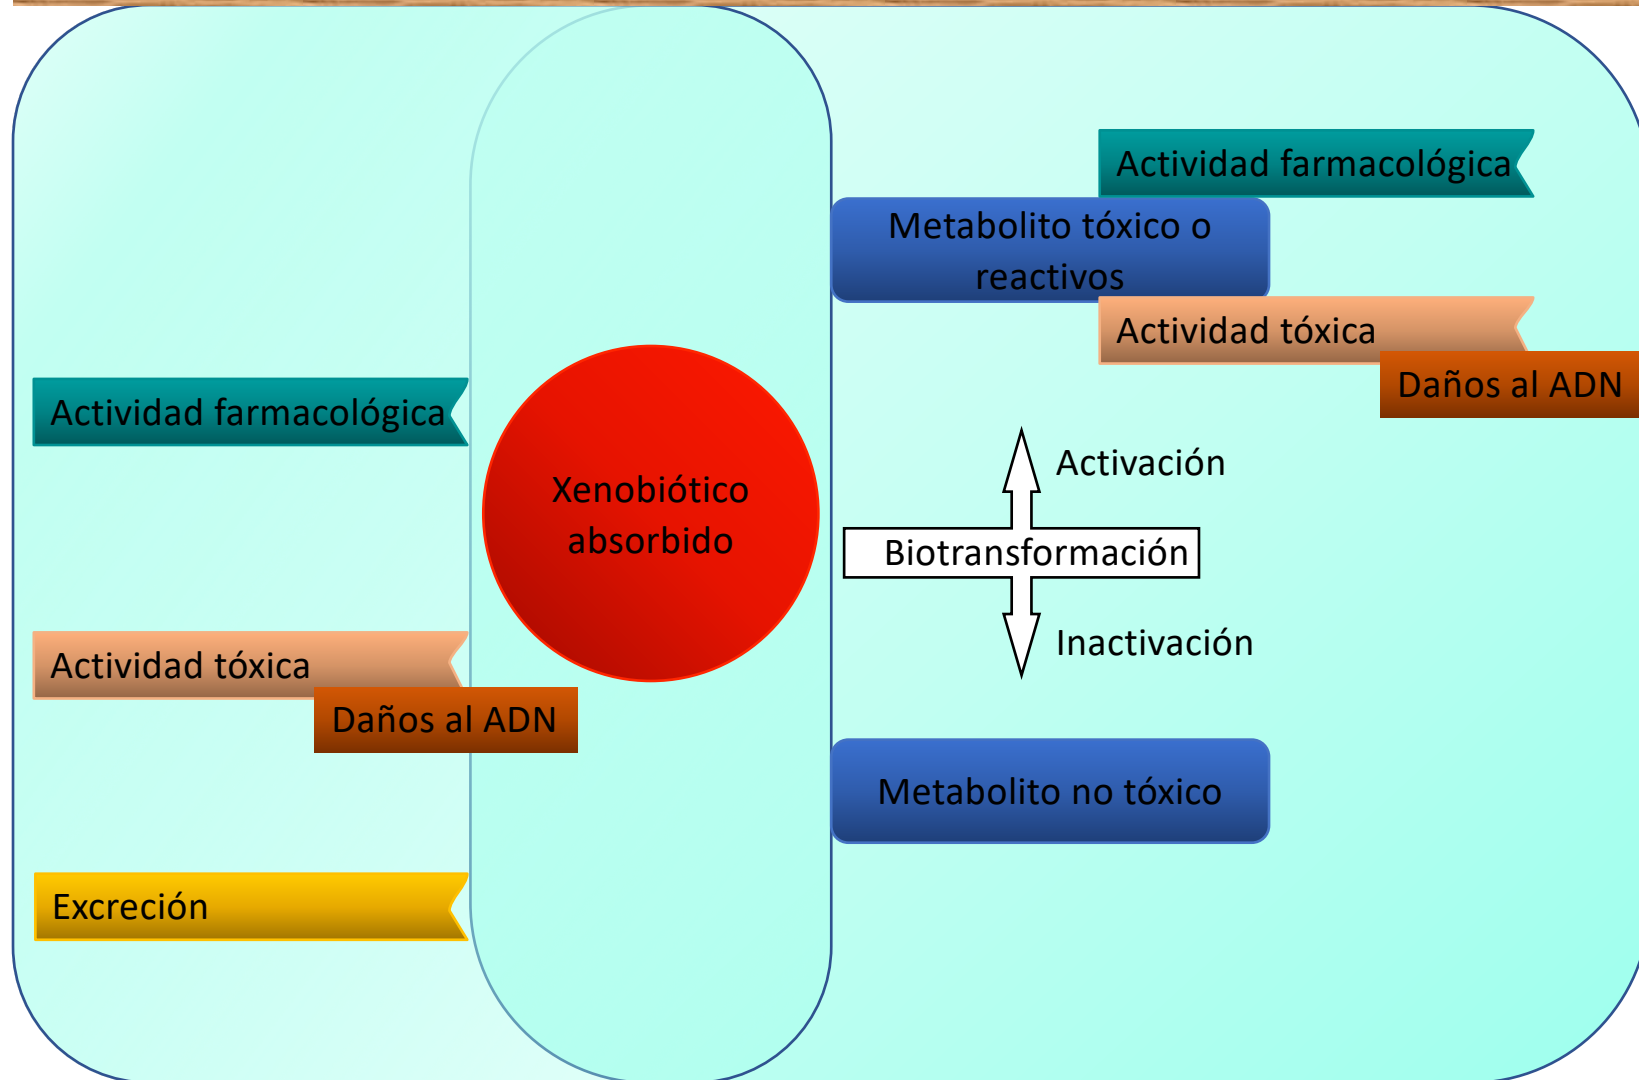 Actividad farmacológica
Metabolito tóxico o
reactivos
Actividad tóxica
Daños al ADN
Actividad farmacológica
Xenobiótico
absorbido
Activación
Biotransformación
Inactivación
Actividad tóxica
Daños al ADN
Metabolito no tóxico
Excreción